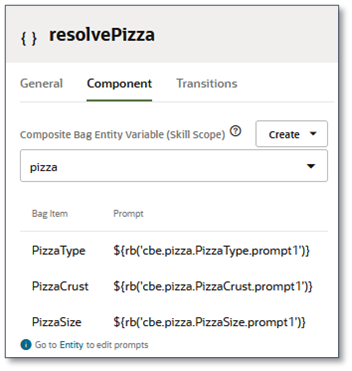 { } resolvePizza
General Component Transitions
Composite Bag Entity Variable (Skill Scope) ? Create
pizza
Bag Item Prompt
PizzaType ${rb('cbe.pizza.PizzaType.prompt1')}
PizzaCrust ${rb('cbe.pizza.PizzaCrust.prompt1')}
PizzaSize ${rb('cbe.pizza.PizzaSize.prompt1')}
i Go to Entity to edit prompts